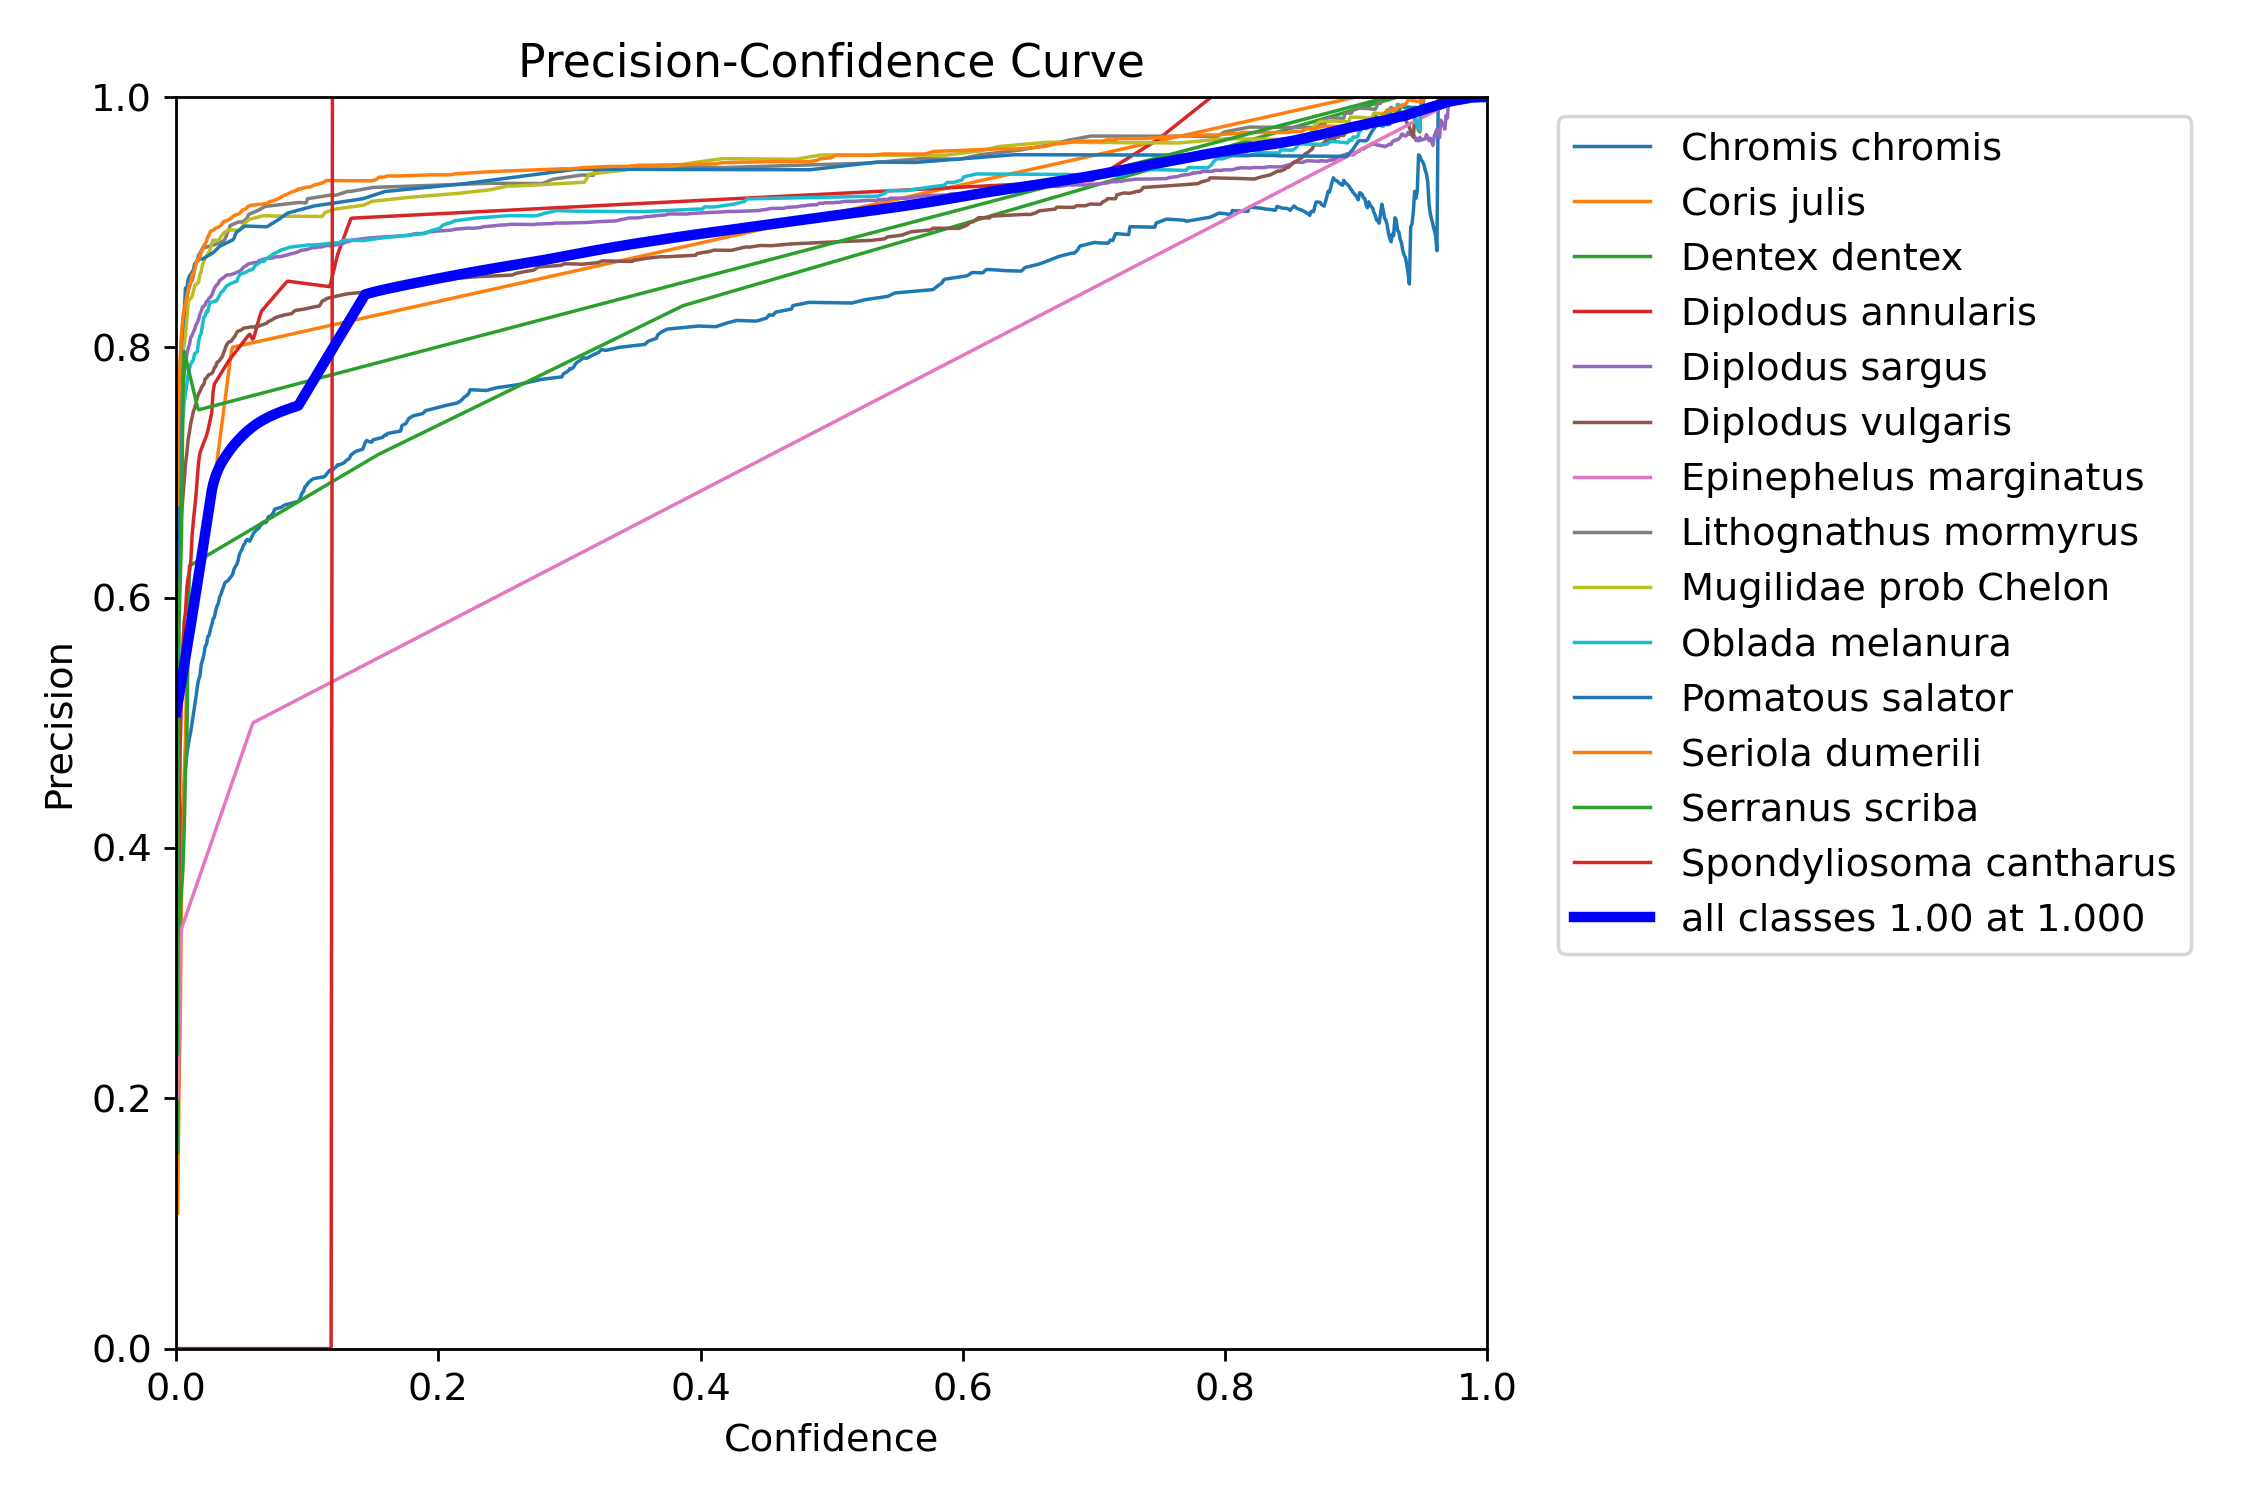 Precision-Confidence Curve
1.0
0.8
0.6
0.4
0.2
0.0
Precision
0.0 0.2 0.4 0.6 0.8 1.0
Confidence
Chromis chromis
Coris julis
Dentex dentex
Diplodus annularis
Diplodus sargus
Diplodus vulgaris
Epinephelus marginatus
Lithognathus mormyrus
Mugilidae prob Chelon
Oblada melanura
Pomatous salator
Seriola dumerili
Serranus scriba
Spondyliosoma cantharus
all classes 1.00 at 1.000